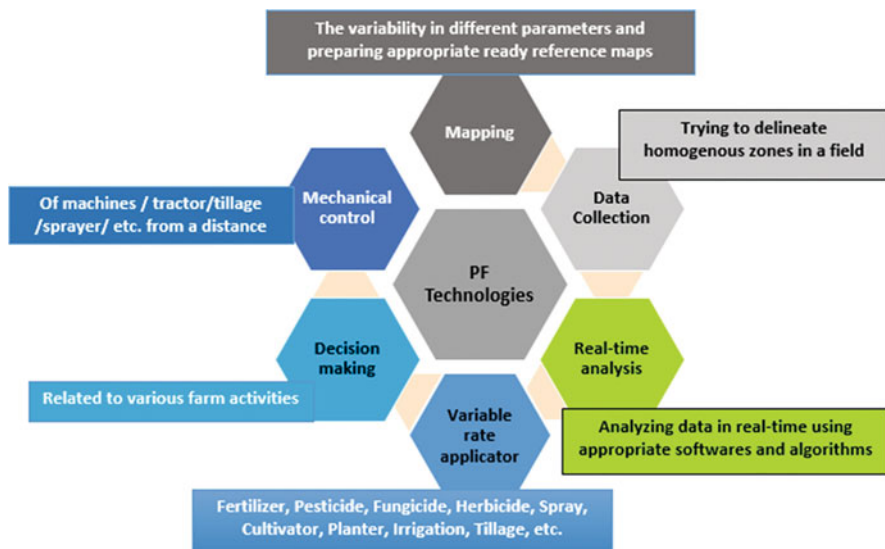 The variability in different parameters and
preparing appropriate ready reference maps
Mapping
Trying to delineate
homogenous zones in a field
Data
Collection
Mechanical
control
Of machines / tractor/tillage
/sprayer/ etc. from a distance
PF
Technologies
Decision
making
Real-time
analysis
Related to various farm activities
Variable
rate
applicator
Analyzing data in real-time using
appropriate softwares and algorithms
Fertilizer, Pesticide, Fungicide, Herbicide, Spray,
Cultivator, Planter, Irrigation, Tillage, etc.